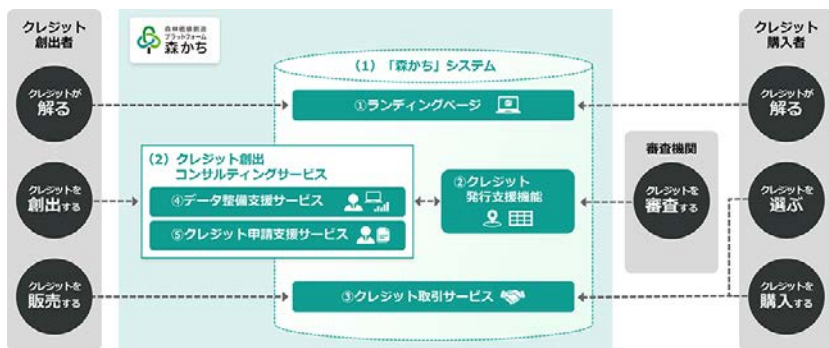 クレジット
創出者
クレジットが
解る
クレジットを
創出する
クレジットを
販売する
森林価値創造
プラットフォーム
森かち
（1）「森かち」システム
①ランディングページ
（2）クレジット創出
コンサルティングサービス
④データ整備支援サービス
⑤クレジット申請支援サービス
②クレジット
発行支援機能
③クレジット取引サービス
審査機関
クレジットを
審査する
クレジット
購入者
クレジットが
解る
クレジットを
選ぶ
クレジットを
購入する